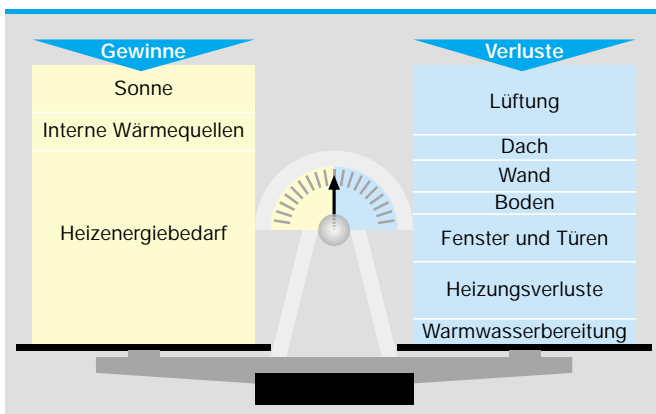 Gewinne
Sonne
Interne Wärmequellen
Heizenergiebedarf
Verluste
Lüftung
Dach
Wand
Boden
Fenster und Türen
Heizungsverluste
Warmwasserbereitung